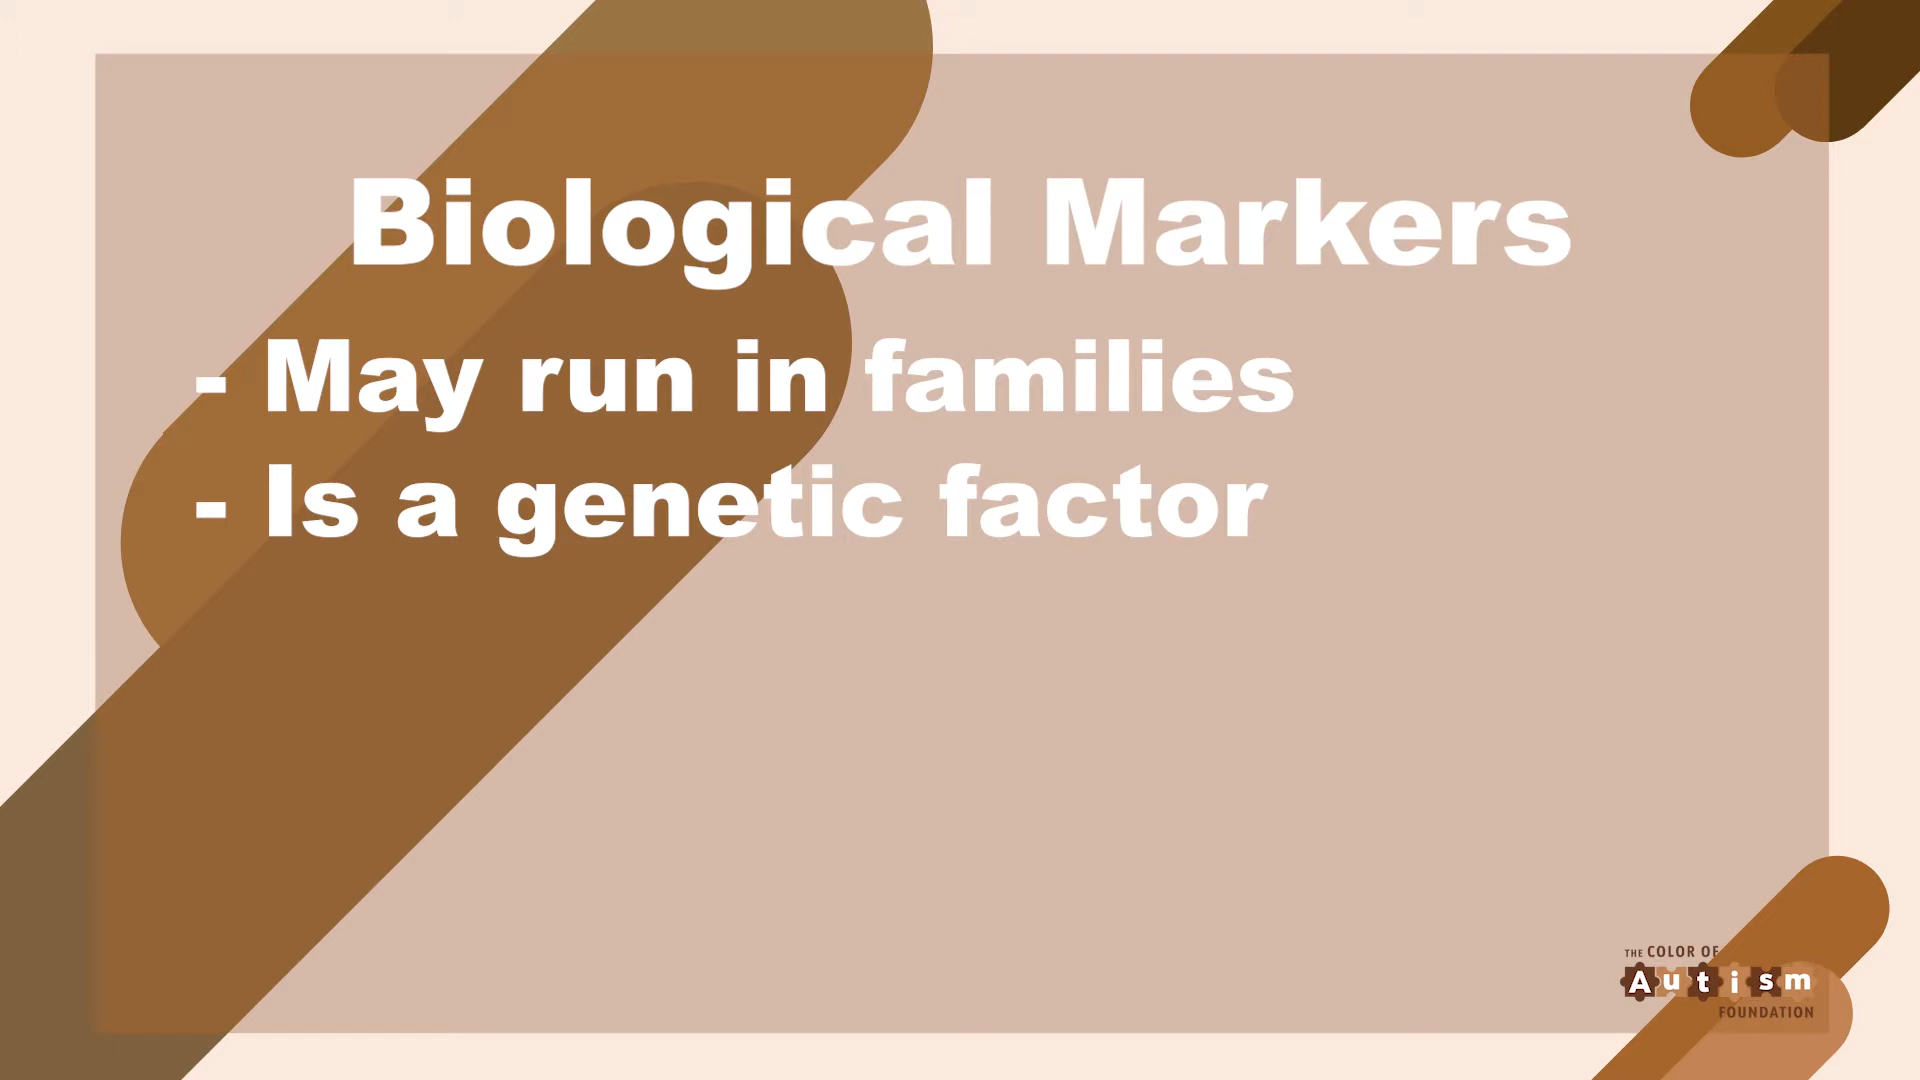 Biological Markers
- May run in families
- Is a genetic factor
THE COLOR OF
Autism
FOUNDATION